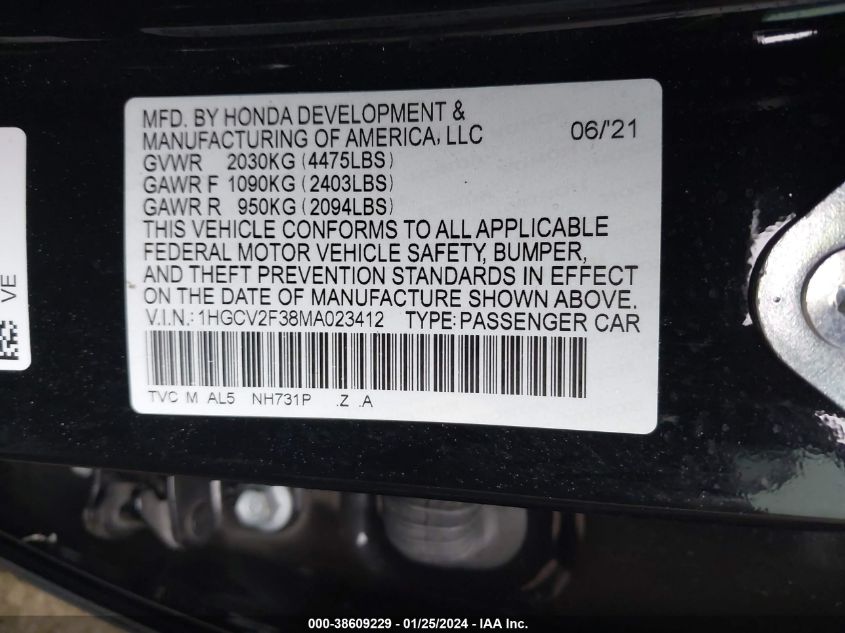 MFD. BY HONDA DEVELOPMENT &
MANUFACTURING OF AMERICA, LLC 06/'21
GVWR 2030KG (4475LBS)
GAWR F 1090KG (2403LBS)
GAWR R 950KG (2094LBS)
THIS VEHICLE CONFORMS TO ALL APPLICABLE
FEDERAL MOTOR VEHICLE SAFETY, BUMPER,
AND THEFT PREVENTION STANDARDS IN EFFECT
ON THE DATE OF MANUFACTURE SHOWN ABOVE.
V.I.N.: 1HGCV2F38MA023412 TYPE: PASSENGER CAR
TVC M AL5 NH731P .Z .A
VE
000-38609229 - 01/25/2024 - IAA Inc.